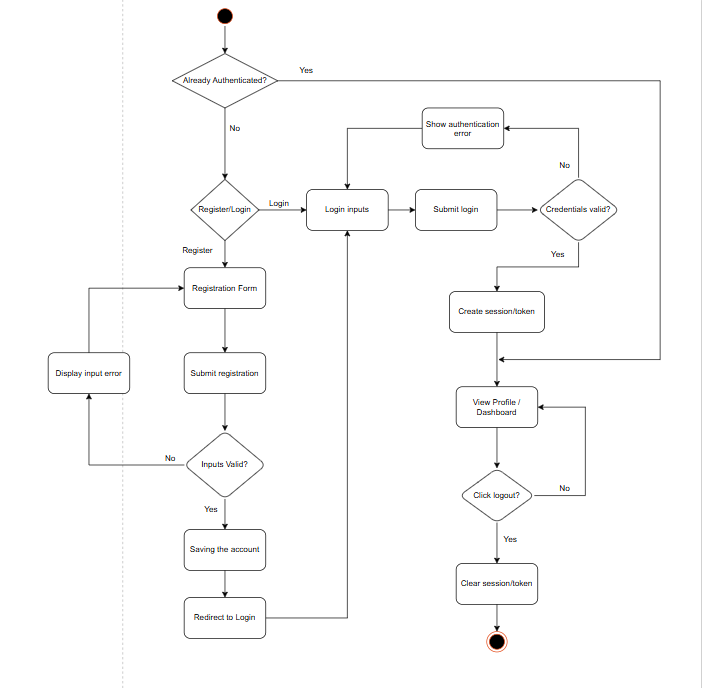 Yes
Already Authenticated?
No
Show authentication
error
No
Register/Login
Login
Login inputs
Submit login
Credentials valid?
Register
Yes
Registration Form
Create session/token
Display input error
Submit registration
View Profile /
Dashboard
No
Inputs Valid?
Click logout?
No
Yes
Yes
Saving the account
Clear session/token
Redirect to Login